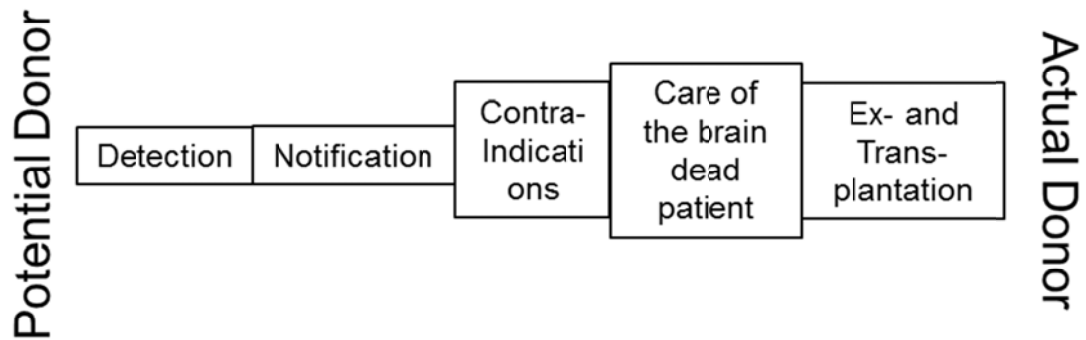 Potential Donor
Detection
Notification
Contra-
Indicati
ons
Care of
the brain
dead
patient
Ex- and
Trans-
plantation
Actual Donor